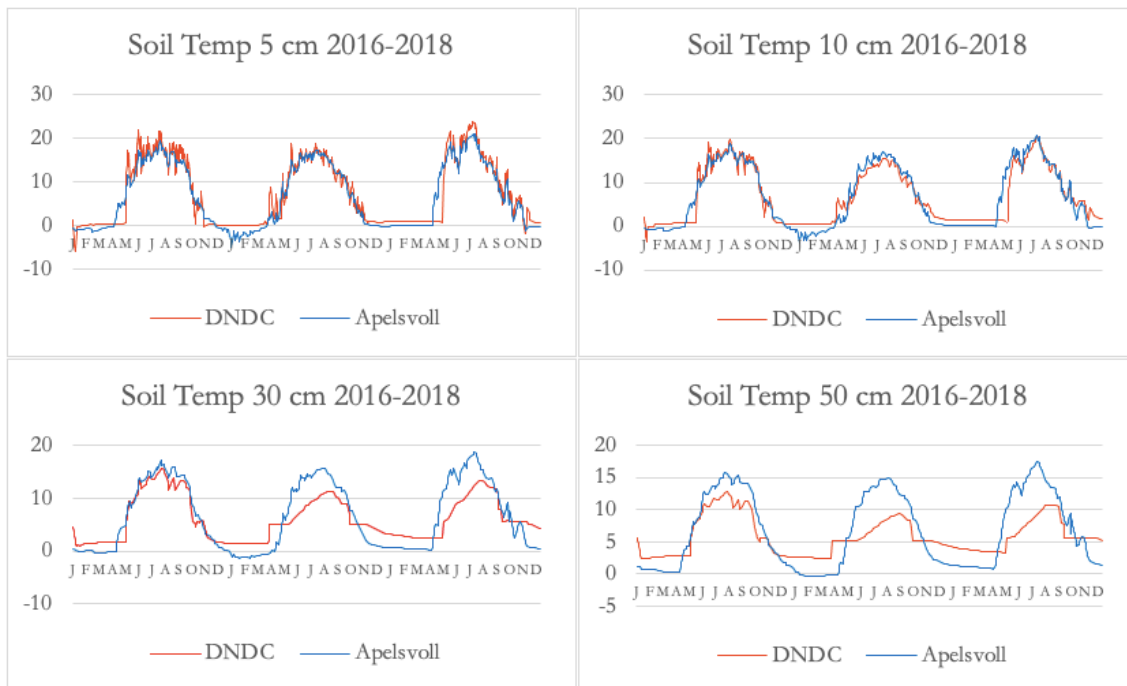 Soil Temp 5 cm 2016-2018
30
20
10
0
-10
J F M A M J J A S O N D J F M A M J J A S O N D J F M A M J J A S O N D
DNDC Apelsvoll
Soil Temp 10 cm 2016-2018
30
20
10
0
-10
J F M A M J J A S O N D J F M A M J J A S O N D J F M A M J J A S O N D
DNDC Apelsvoll
Soil Temp 30 cm 2016-2018
20
10
0
-10
J F M A M J J A S O N D J F M A M J J A S O N D J F M A M J J A S O N D
DNDC Apelsvoll
Soil Temp 50 cm 2016-2018
20
15
10
5
0
-5
J F M A M J J A S O N D J F M A M J J A S O N D J F M A M J J A S O N D
DNDC Apelsvoll